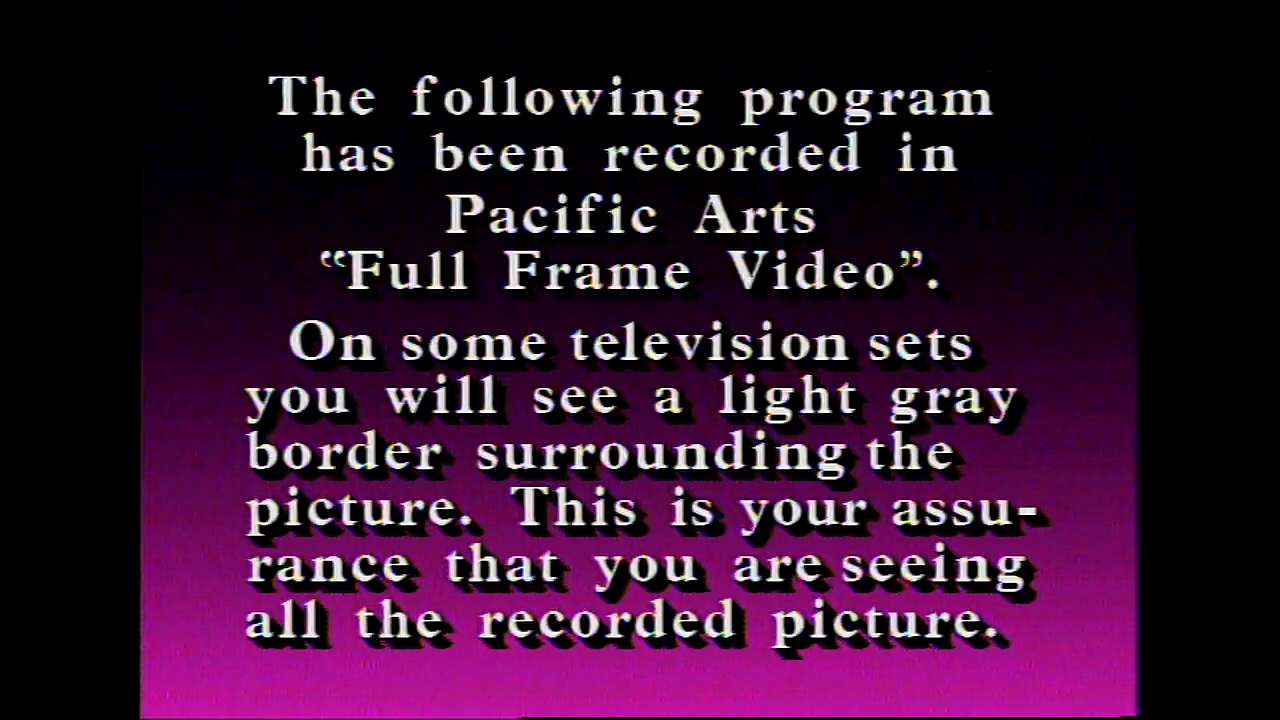 The following program
has been recorded in
Pacific Arts
“Full Frame Video”.
On some television sets
you will see a light gray
border surrounding the
picture. This is your assu-
rance that you are seeing
all the recorded picture.